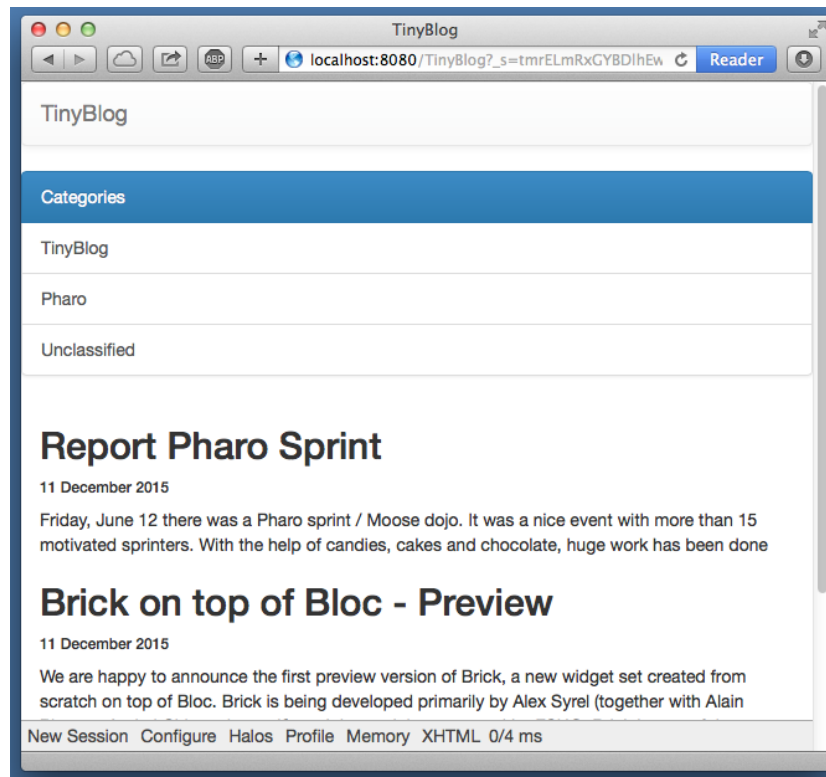 TinyBlog
ABP
+ localhost:8080/TinyBlog?_s=tmrELmRxGYBDlhEw Reader
TinyBlog
Categories
TinyBlog
Pharo
Unclassified
Report Pharo Sprint
11 December 2015
Friday, June 12 there was a Pharo sprint / Moose dojo. It was a nice event with more than 15
motivated sprinters. With the help of candies, cakes and chocolate, huge work has been done
Brick on top of Bloc - Preview
11 December 2015
We are happy to announce the first preview version of Brick, a new widget set created from
scratch on top of Bloc. Brick is being developed primarily by Alex Syrel (together with Alain
New Session Configure Halos Profile Memory XHTML 0/4 ms